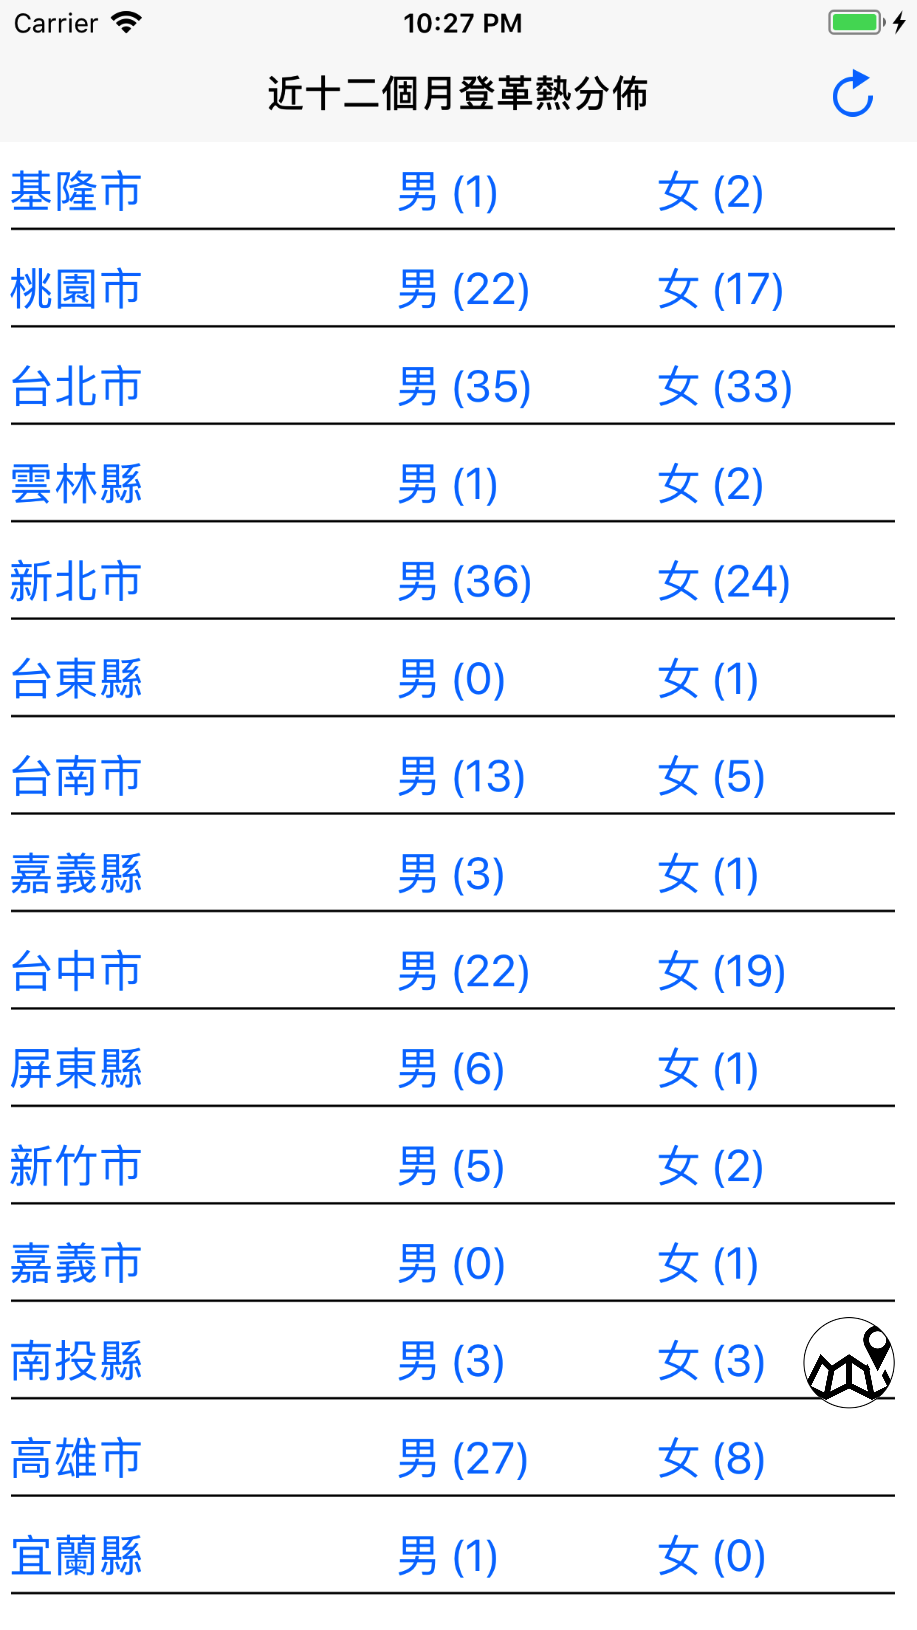 Carrier 10:27 PM
近十二個月登革熱分佈
基隆市 男 (1) 女 (2)
桃園市 男 (22) 女 (17)
台北市 男 (35) 女 (33)
雲林縣 男 (1) 女 (2)
新北市 男 (36) 女 (24)
台東縣 男 (0) 女 (1)
台南市 男 (13) 女 (5)
嘉義縣 男 (3) 女 (1)
台中市 男 (22) 女 (19)
屏東縣 男 (6) 女 (1)
新竹市 男 (5) 女 (2)
嘉義市 男 (0) 女 (1)
南投縣 男 (3) 女 (3)
高雄市 男 (27) 女 (8)
宜蘭縣 男 (1) 女 (0)